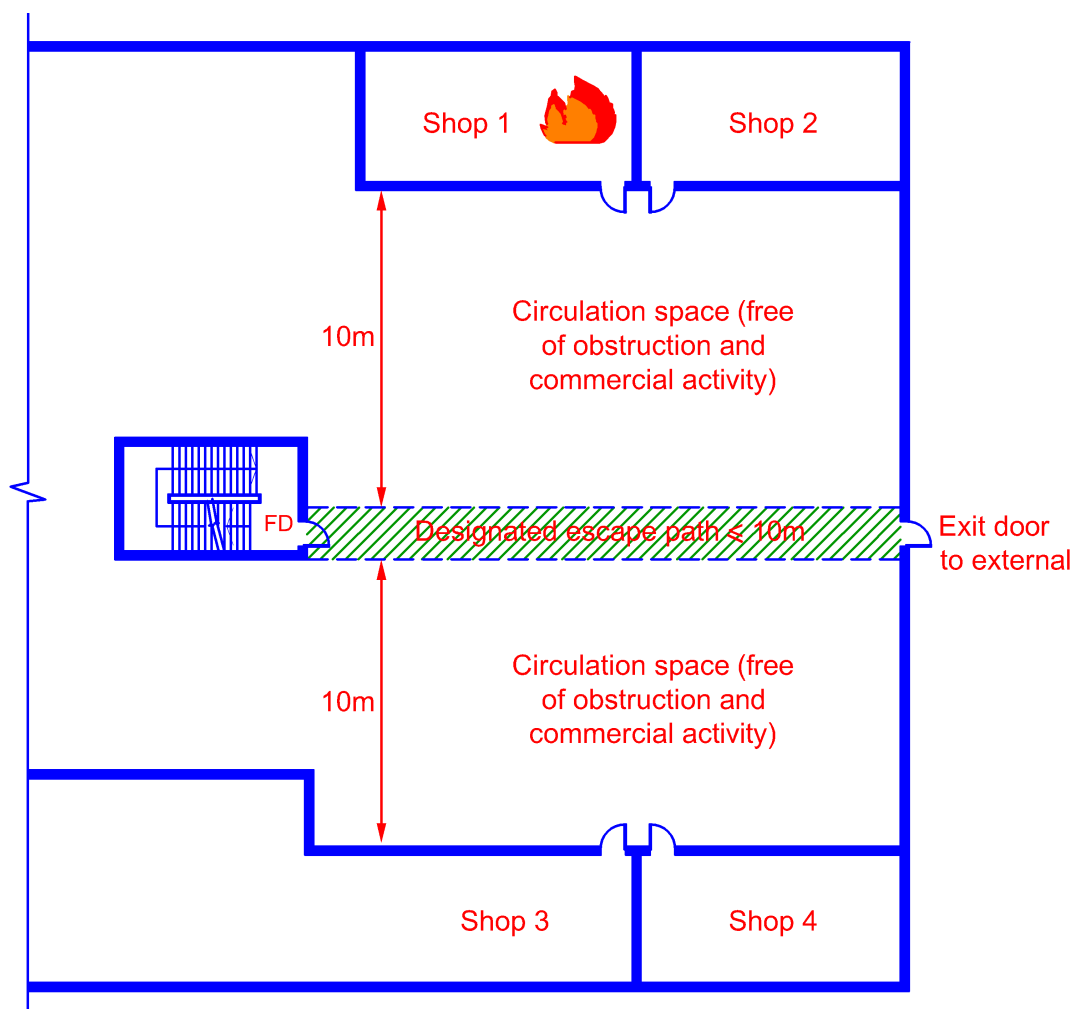 Shop 1
Shop 2
10m
Circulation space (free
of obstruction and
commercial activity)
FD
Designated escape path ⩽ 10m
Exit door
to external
10m
Circulation space (free
of obstruction and
commercial activity)
Shop 3
Shop 4